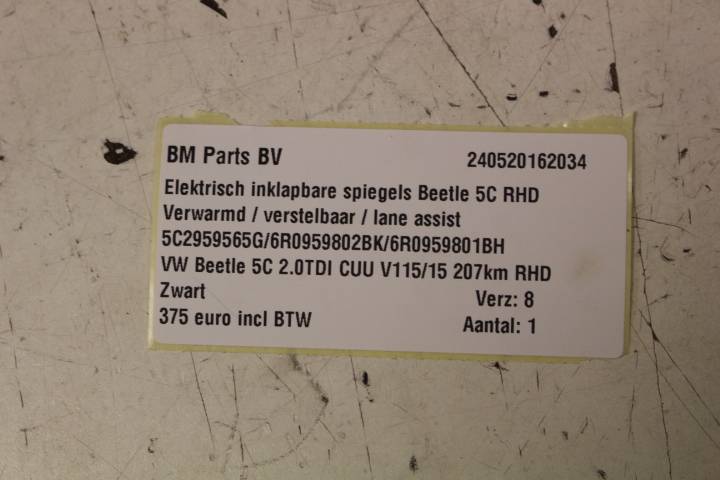 BM Parts BV 240520162034
Elektrisch inklapbare spiegels Beetle 5C RHD
Verwarmd / verstelbaar / lane assist
5C2959565G/6R0959802BK/6R0959801BH
VW Beetle 5C 2.0TDI CUU V115/15 207km RHD
Zwart Verz: 8
375 euro incl BTW Aantal: 1